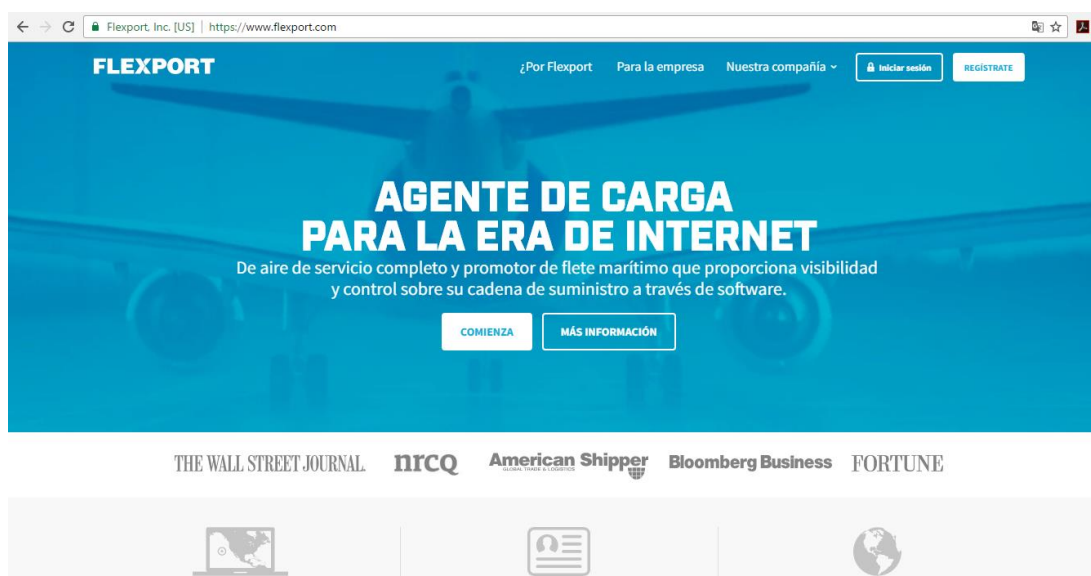 Flexport, Inc. [US] | https://www.flexport.com
FLEXPORT
¿Por Flexport Para la empresa Nuestra compañía Iniciar sesión REGÍSTRATE
AGENTE DE CARGA
PARA LA ERA DE INTERNET
De aire de servicio completo y promotor de flete marítimo que proporciona visibilidad
y control sobre su cadena de suministro a través de software.
COMIENZA MÁS INFORMACIÓN
THE WALL STREET JOURNAL. nrcq American Shipper Bloomberg Business FORTUNE
GLOBAL TRADE & LOGISTICS